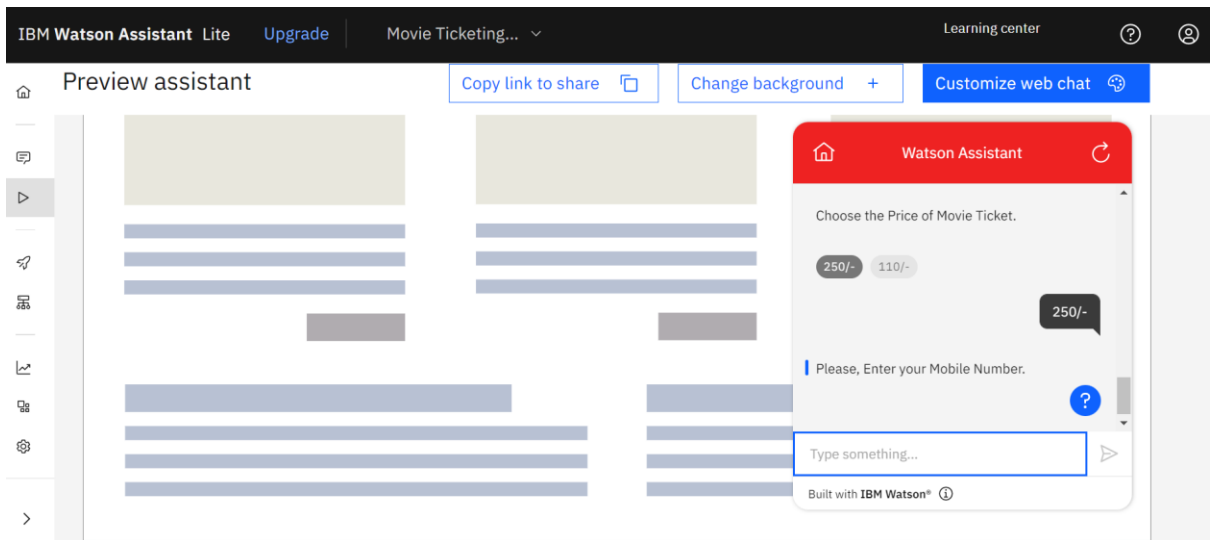 IBM Watson Assistant Lite Upgrade Movie Ticketing... Learning center
Preview assistant Copy link to share Change background + Customize web chat
Watson Assistant
Choose the Price of Movie Ticket.
250/- 110/-
250/-
Please, Enter your Mobile Number.
?
Type something...
Built with IBM Watson®